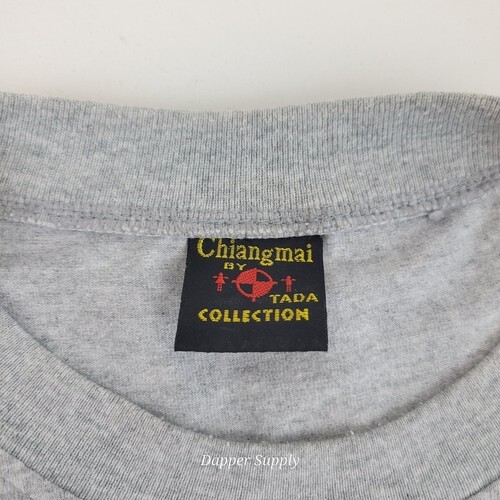 Chiangmai
BY
TADA
COLLECTION
Dapper Supply